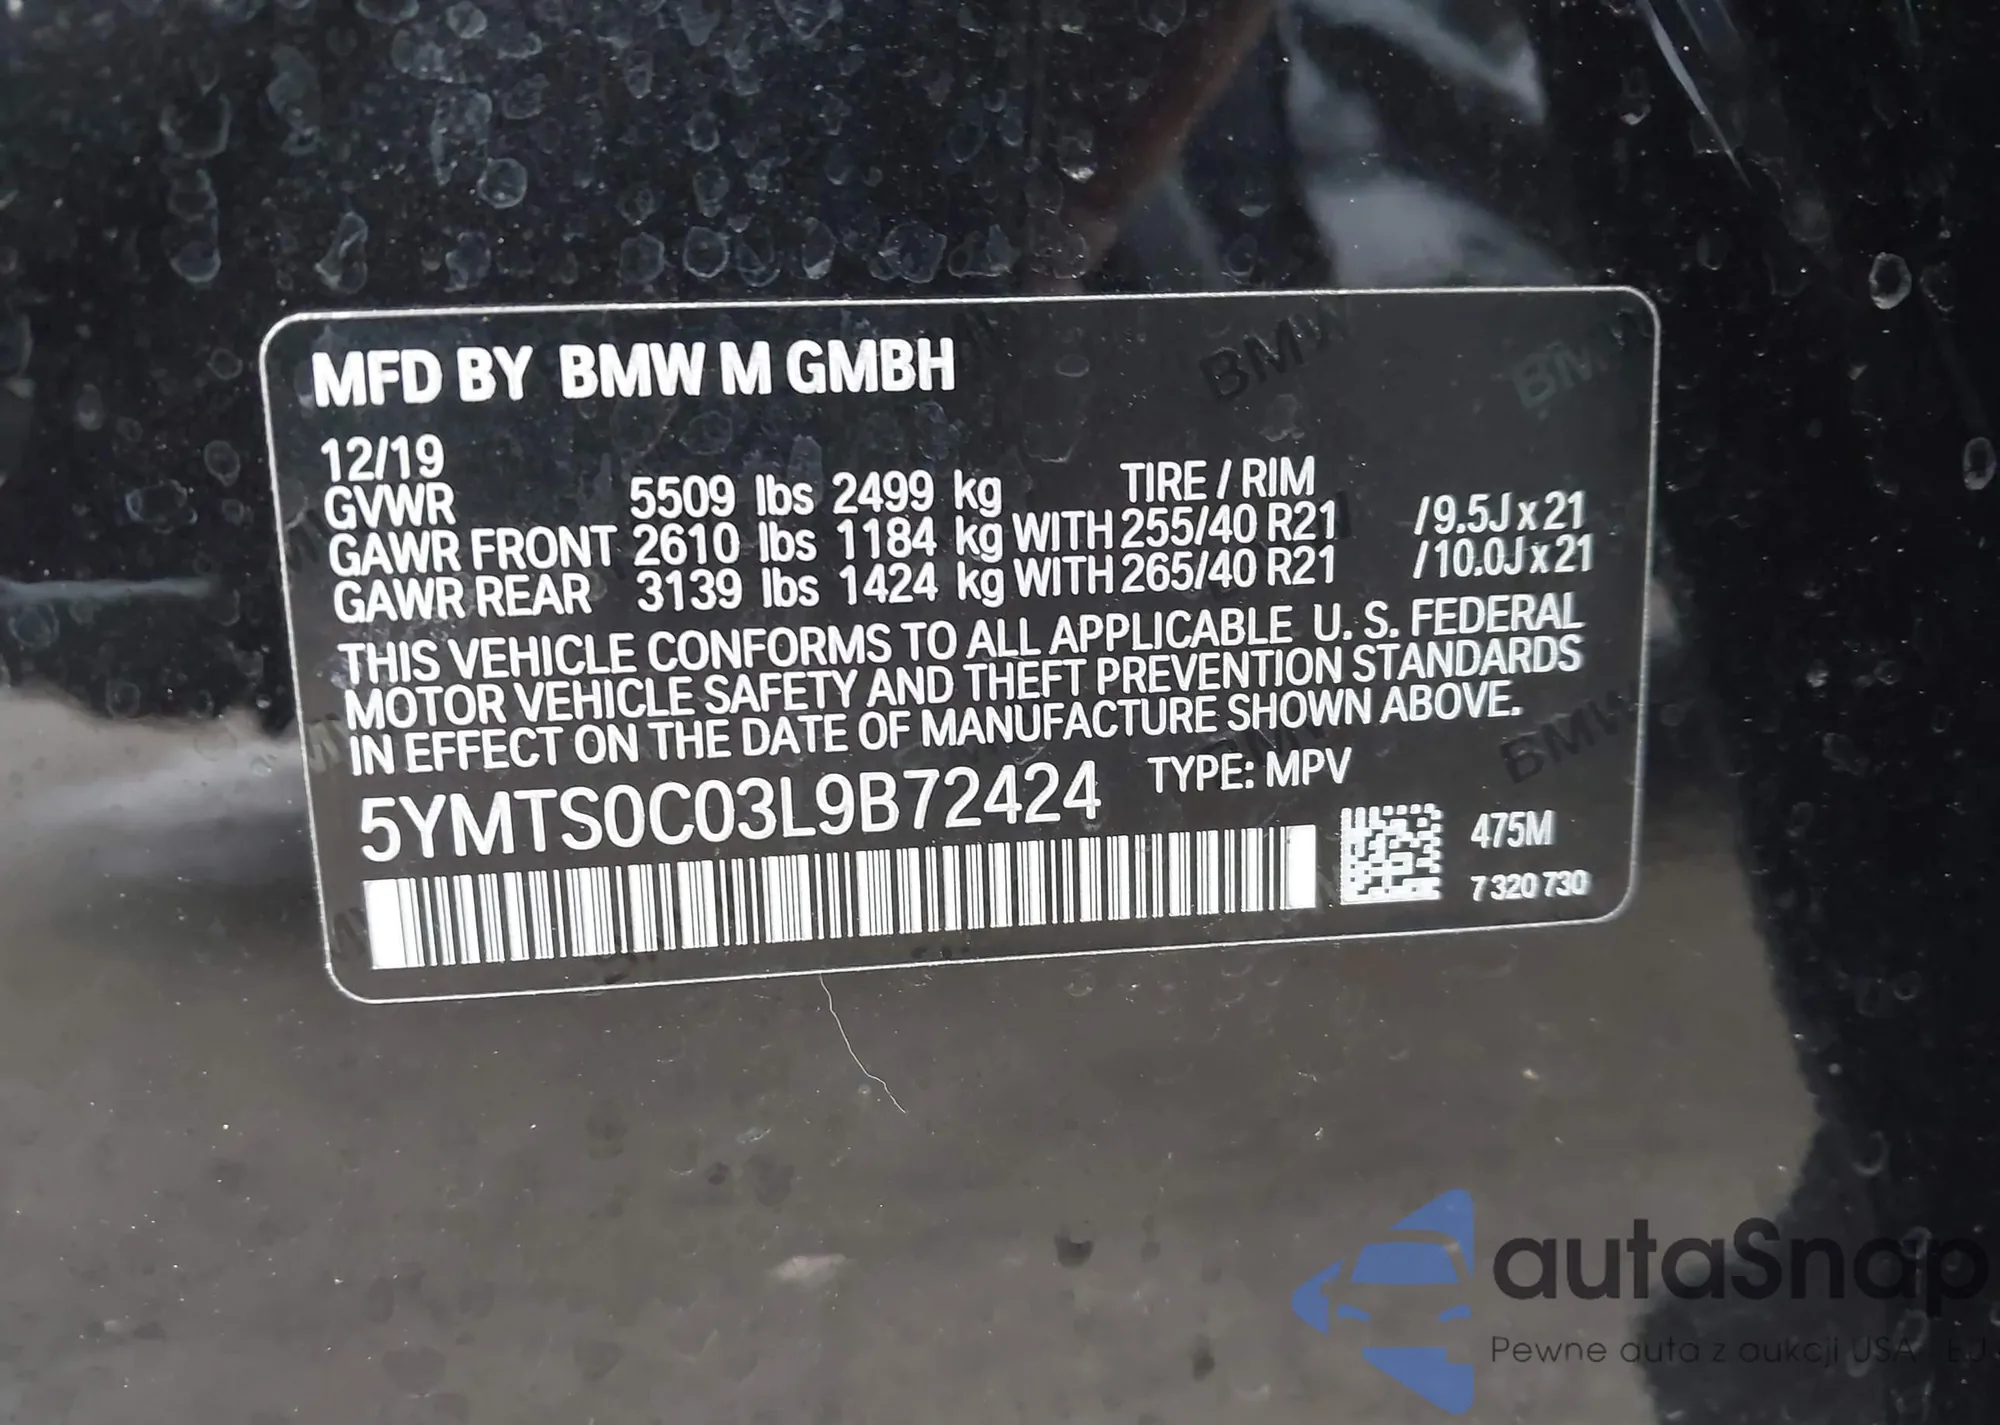 MFD BY BMW M GMBH
12/19
TIRE / RIM
GVWR 5509 lbs 2499 kg
GAWR FRONT 2610 lbs 1184 kg WITH 255/40 R21 /9.5J x 21
GAWR REAR 3139 lbs 1424 kg WITH 265/40 R21 /10.0J x 21
THIS VEHICLE CONFORMS TO ALL APPLICABLE U. S. FEDERAL
MOTOR VEHICLE SAFETY AND THEFT PREVENTION STANDARDS
IN EFFECT ON THE DATE OF MANUFACTURE SHOWN ABOVE.
5YMTS0C03L9B72424 TYPE: MPV
475M
7 320 730
autaSnap
Pewne auta z aukcji USA